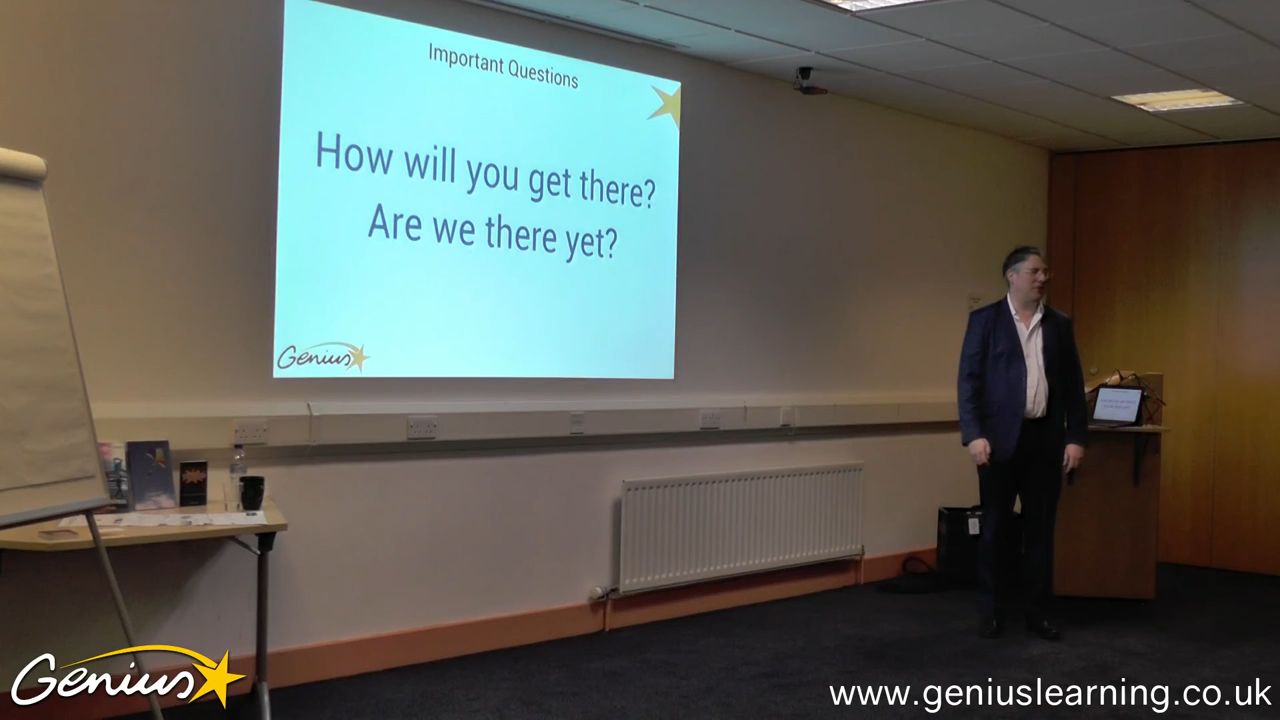 Important Questions
How will you get there?
Are we there yet?
Genius
Genius
www.geniuslearning.co.uk